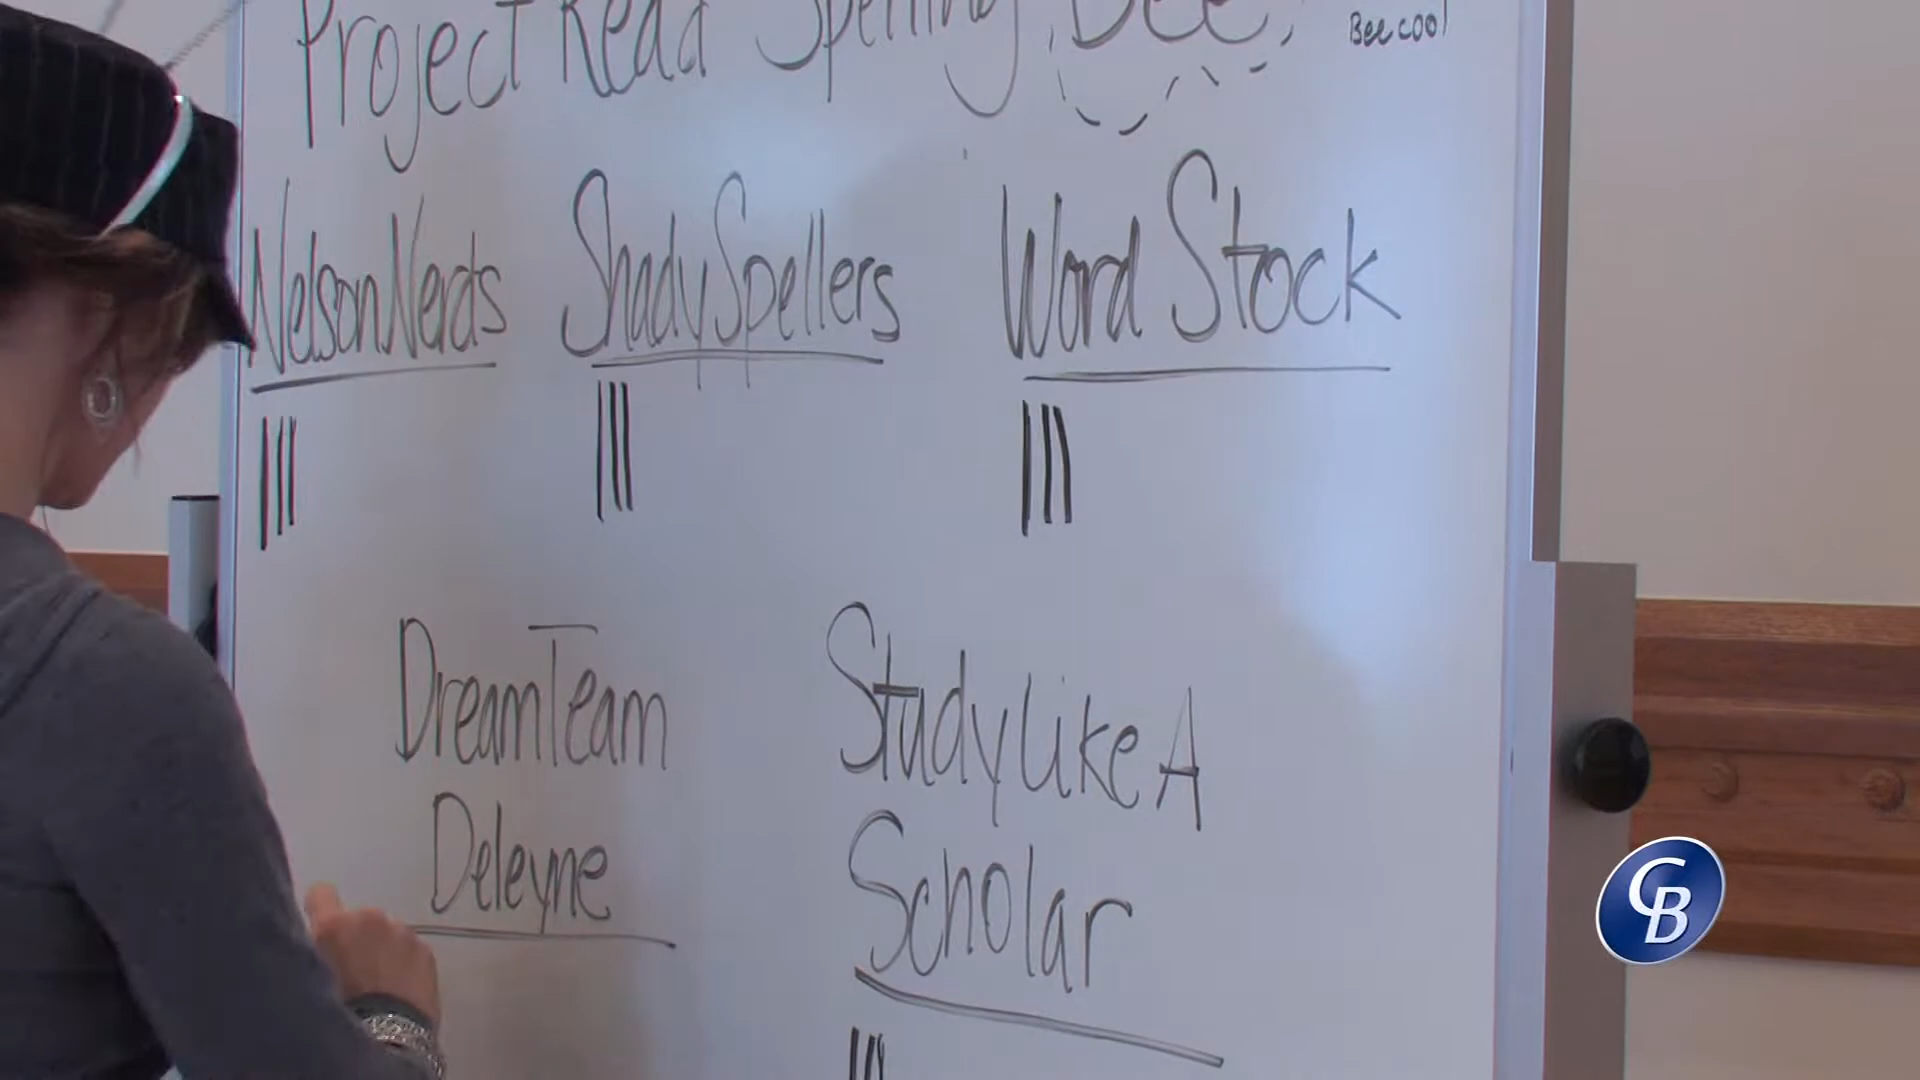 Project Read Spelling Bee
Bee cool
Nelson Nerds
Shady Spellers
Word Stock
Dream Team
Deleyne
Study Like A
Scholar
CB